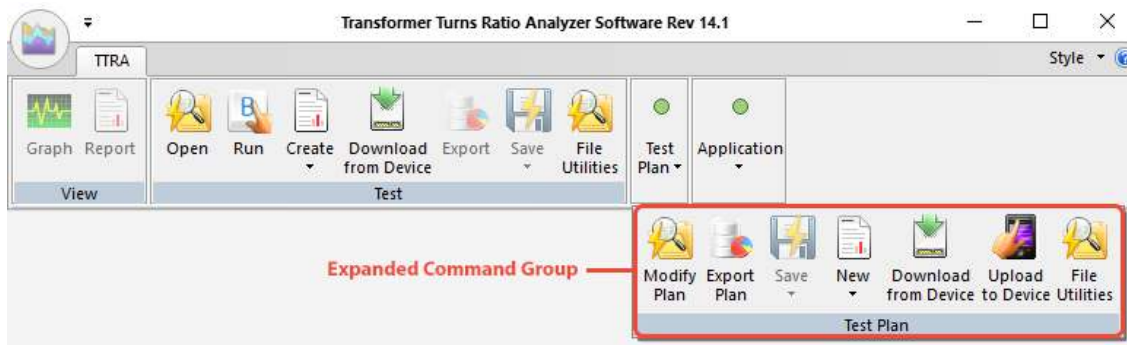 Transformer Turns Ratio Analyzer Software Rev 14.1
TTRA
Style
Graph Report
Open Run Create Download from Device Export Save File Utilities
Test Plan
Application
View
Test
Expanded Command Group
Modify Plan Export Plan Save New Download from Device Upload to Device File Utilities
Test Plan